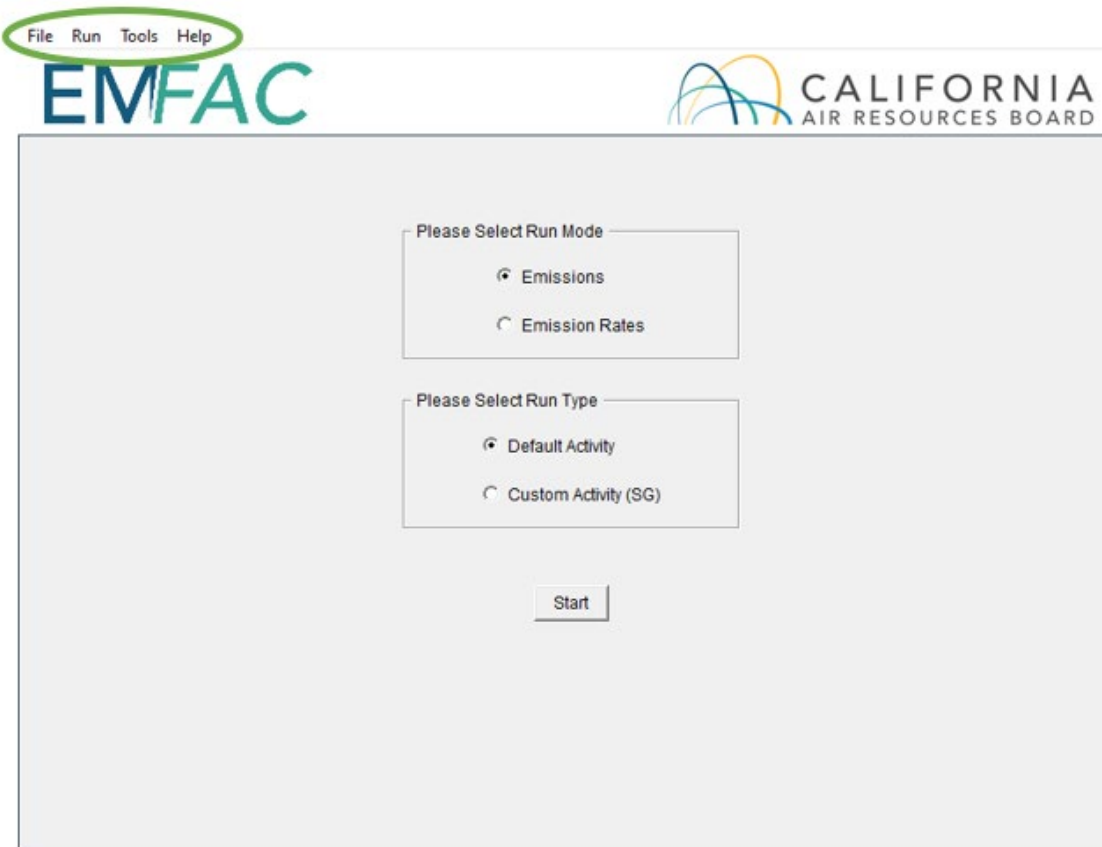 File Run Tools Help
EMFAC
CALIFORNIA
AIR RESOURCES BOARD
Please Select Run Mode
Emissions
Emission Rates
Please Select Run Type
Default Activity
Custom Activity (SG)
Start